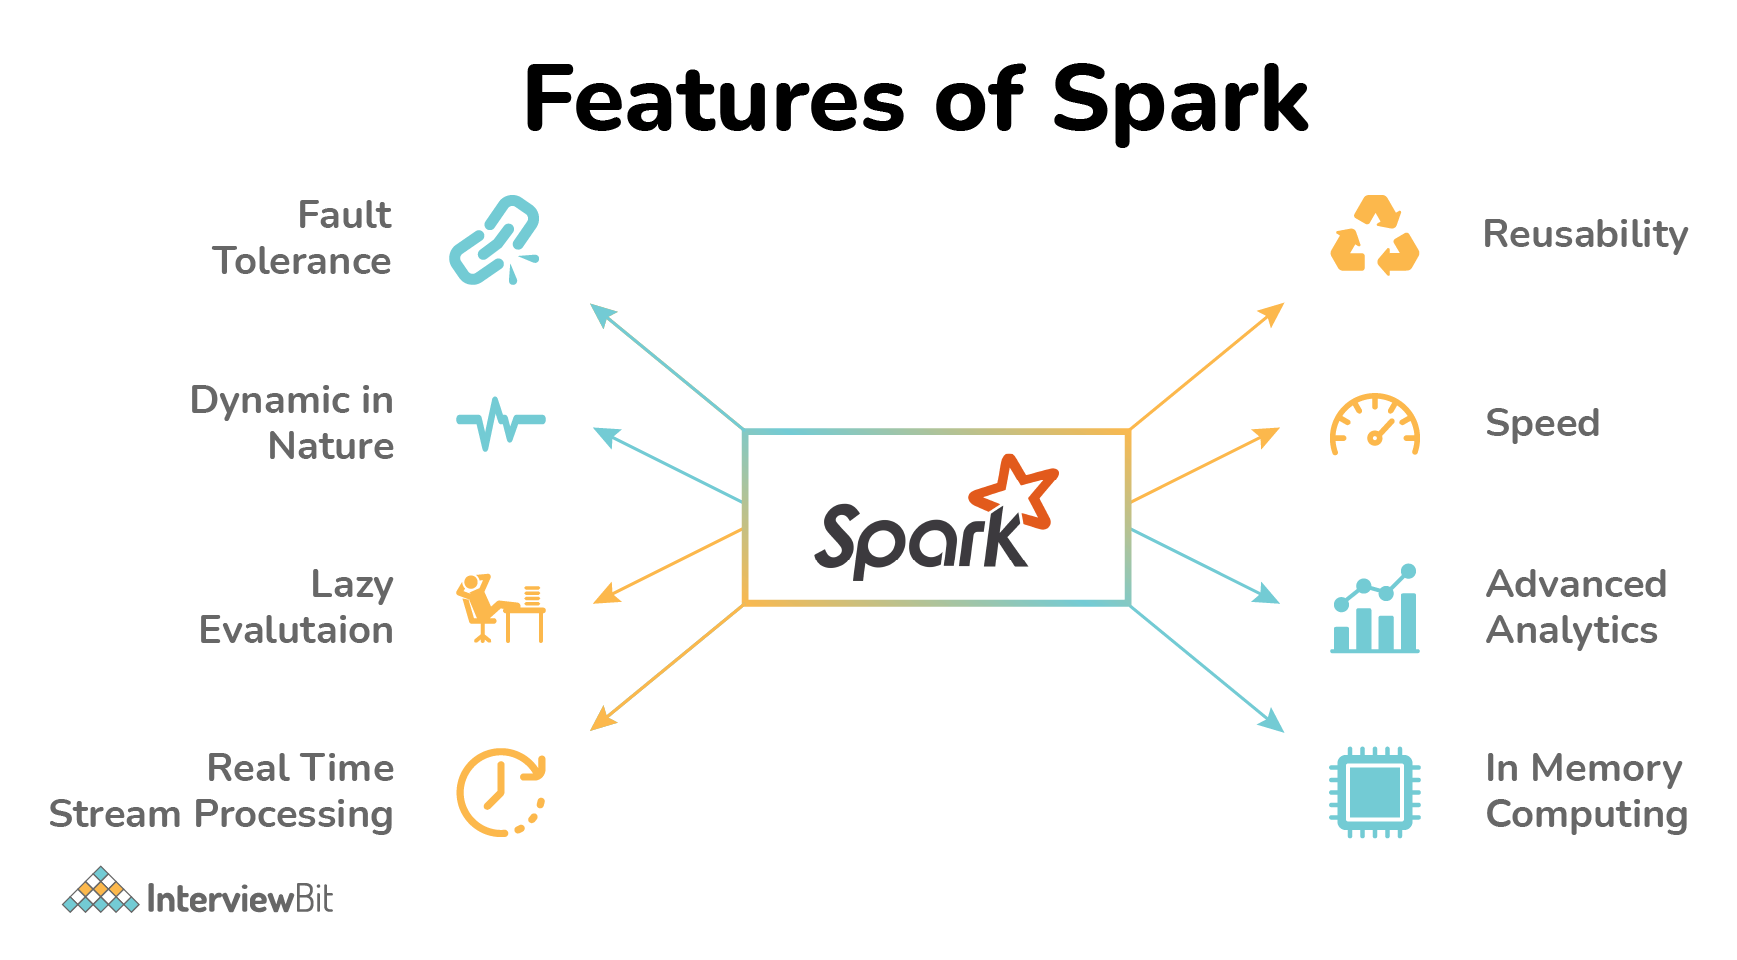 Features of Spark
Fault
Tolerance
Dynamic in
Nature
Lazy
Evalutaion
Real Time
Stream Processing
Spark
Reusability
Speed
Advanced
Analytics
In Memory
Computing
InterviewBit